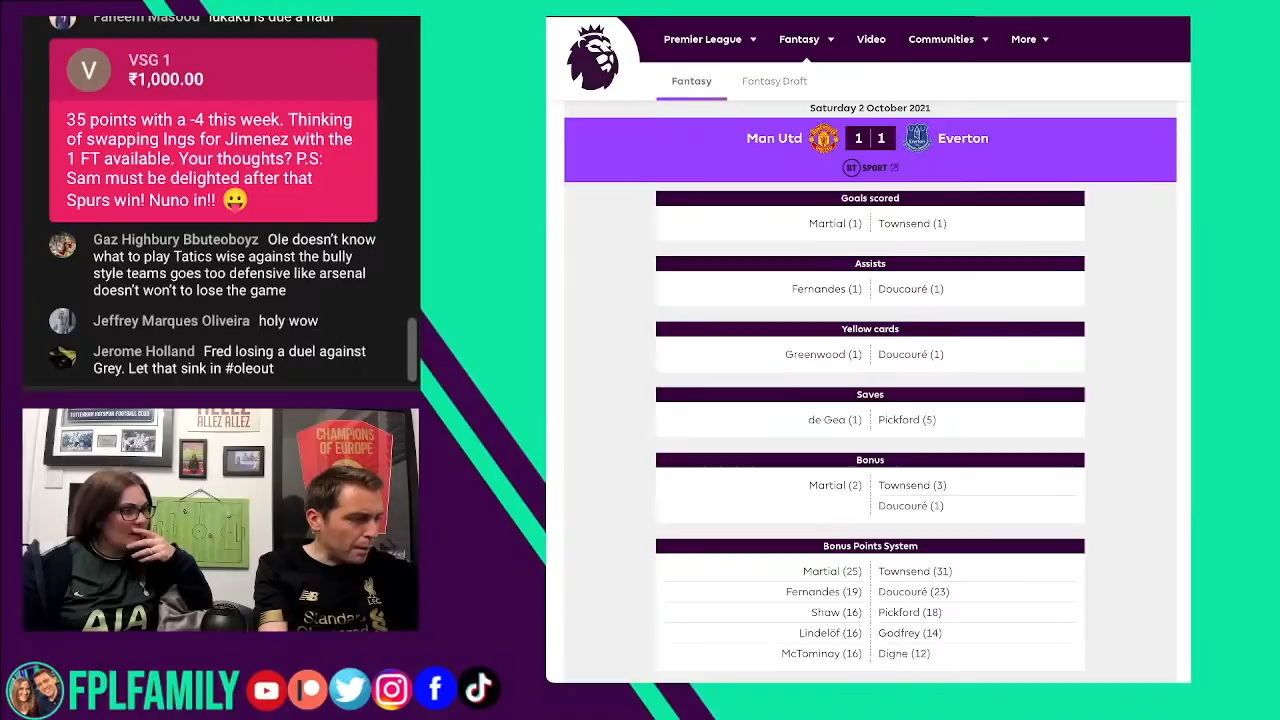 Faheem Masood lukaku is due a haul
VSG 1
₹1,000.00
35 points with a -4 this week. Thinking
of swapping Ings for Jimenez with the
1 FT available. Your thoughts? P.S:
Sam must be delighted after that
Spurs win! Nuno in!! 😛
V
Gaz Highbury Bbuteoboyz Ole doesn't know
what to play Tatics wise against the bully
style teams goes too defensive like arsenal
doesn't won't to lose the game
Jeffrey Marques Oliveira holy wow
Jerome Holland Fred losing a duel against
Grey. Let that sink in #oleout
TOTTENHAM HOTSPUR FOOTBALL CLUB
ALLEZ ALLEZ
CHAMPIONS
OF EUROPE
AIA
NB
L.F.C.
Standard
Chartered
FPLFAMILY
Premier League Fantasy Video Communities More
Fantasy Fantasy Draft
Saturday 2 October 2021
Man Utd 1 1 Everton
BT SPORT
Goals scored
Martial (1) Townsend (1)
Assists
Fernandes (1) Doucouré (1)
Yellow cards
Greenwood (1) Doucouré (1)
Saves
de Gea (1) Pickford (5)
Bonus
Martial (2) Townsend (3)
Doucouré (1)
Bonus Points System
Martial (25) Townsend (31)
Fernandes (19) Doucouré (23)
Shaw (16) Pickford (18)
Lindelöf (16) Godfrey (14)
McTominay (16) Digne (12)